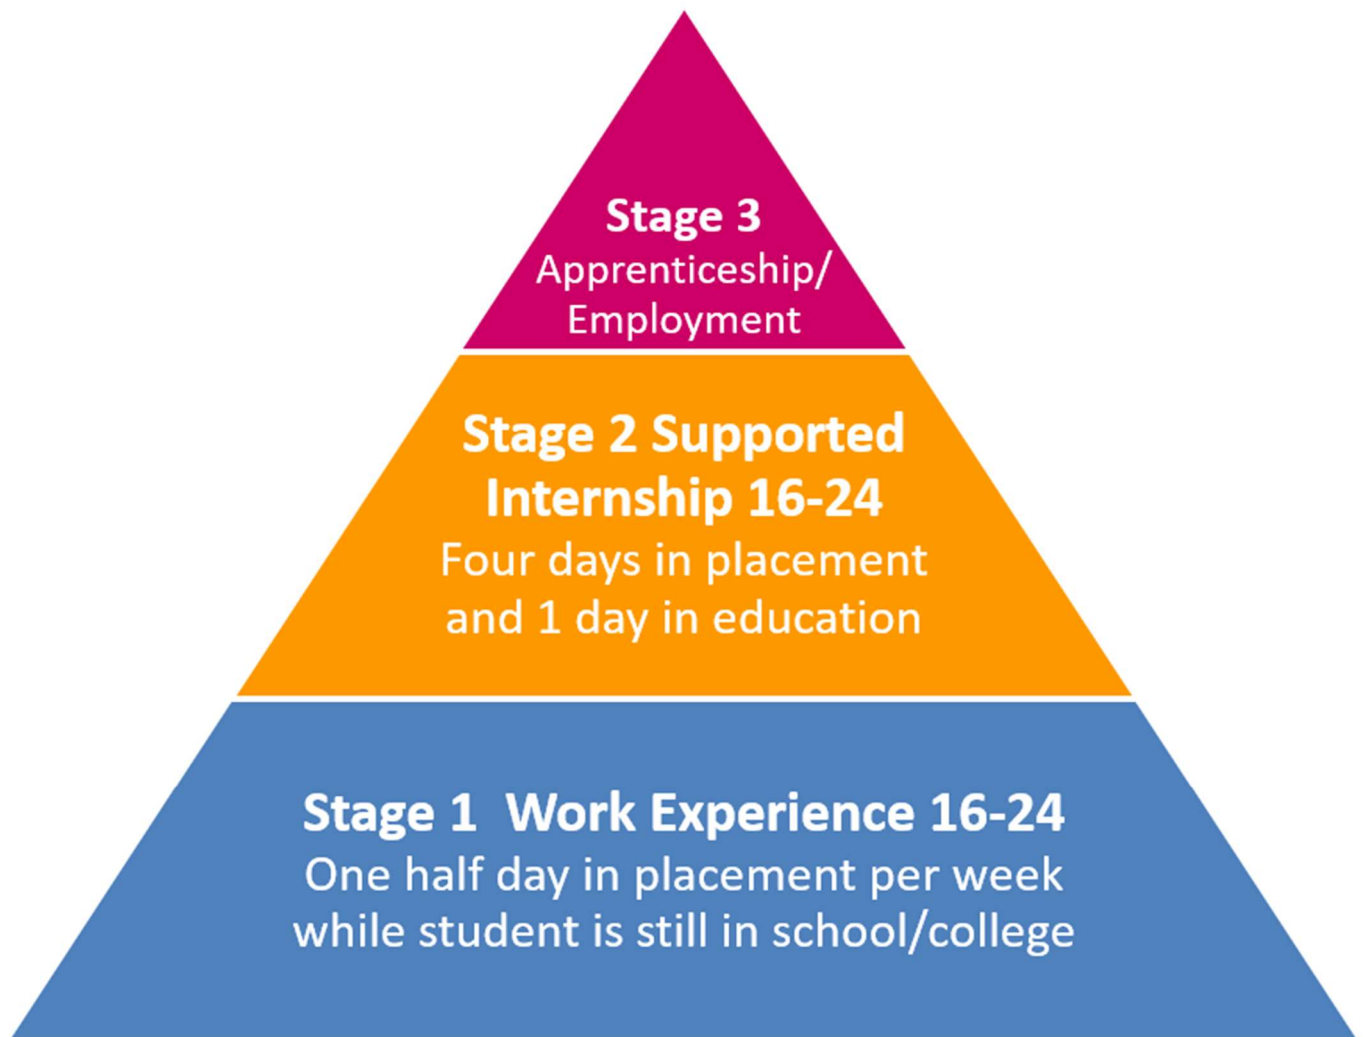 Stage 3
Apprenticeship/
Employment
Stage 2 Supported
Internship 16-24
Four days in placement
and 1 day in education
Stage 1  Work Experience 16-24
One half day in placement per week
while student is still in school/college